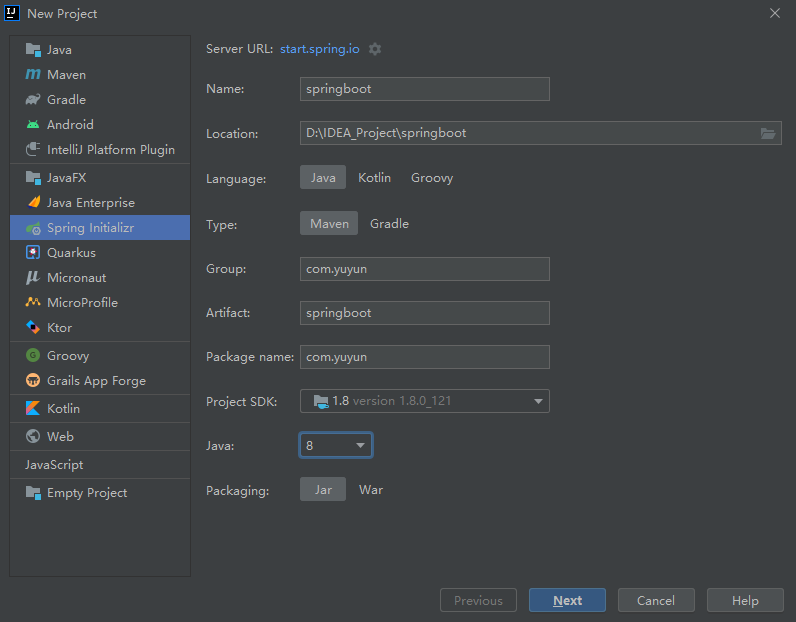 New Project
Java
Maven
Gradle
Android
IntelliJ Platform Plugin
JavaFX
Java Enterprise
Spring Initializr
Quarkus
Micronaut
MicroProfile
Ktor
Groovy
Grails App Forge
Kotlin
Web
JavaScript
Empty Project
Server URL: start.spring.io
Name: springboot
Location: D:\IDEA_Project\springboot
Language: Java Kotlin Groovy
Type: Maven Gradle
Group: com.yuyun
Artifact: springboot
Package name: com.yuyun
Project SDK: 1.8 version 1.8.0_121
Java: 8
Packaging: Jar War
Previous Next Cancel Help